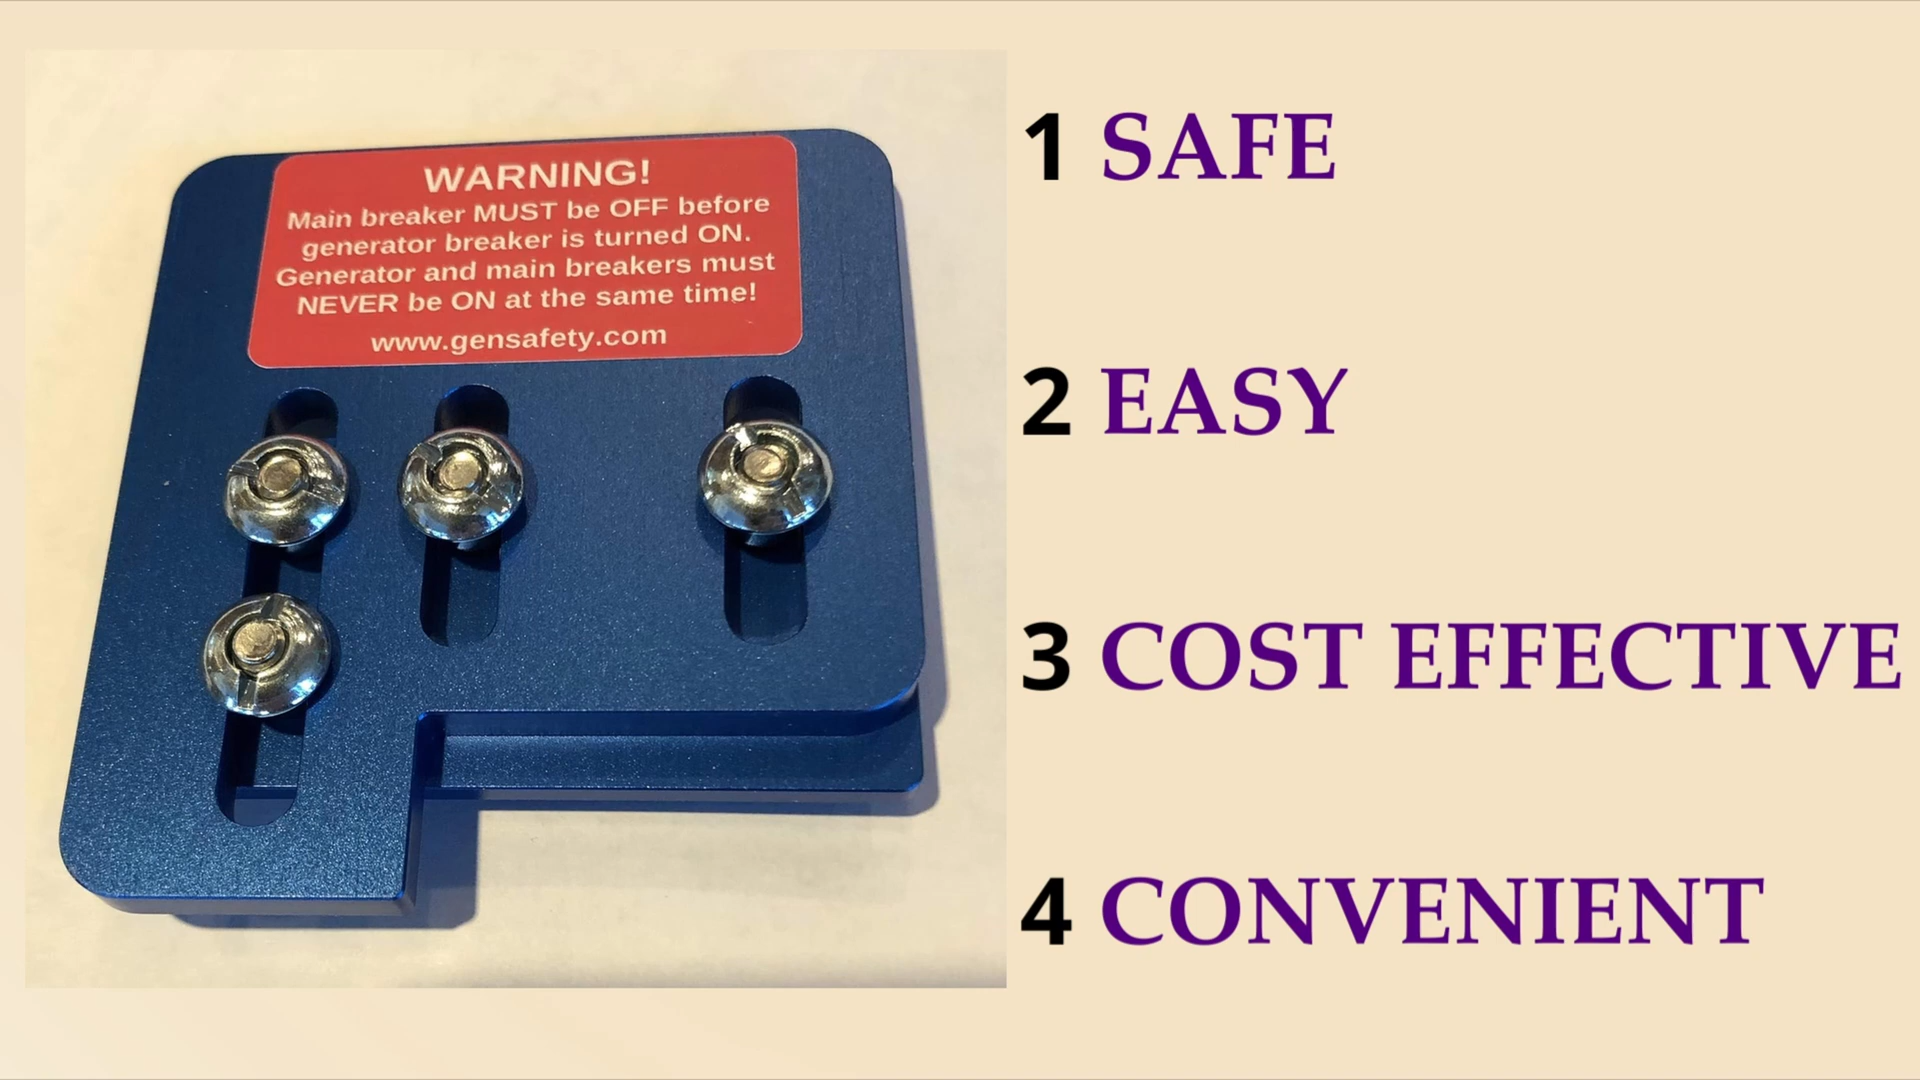 WARNING!
Main breaker MUST be OFF before
generator breaker is turned ON.
Generator and main breakers must
NEVER be ON at the same time!
www.gensafety.com
1 SAFE
2 EASY
3 COST EFFECTIVE
4 CONVENIENT